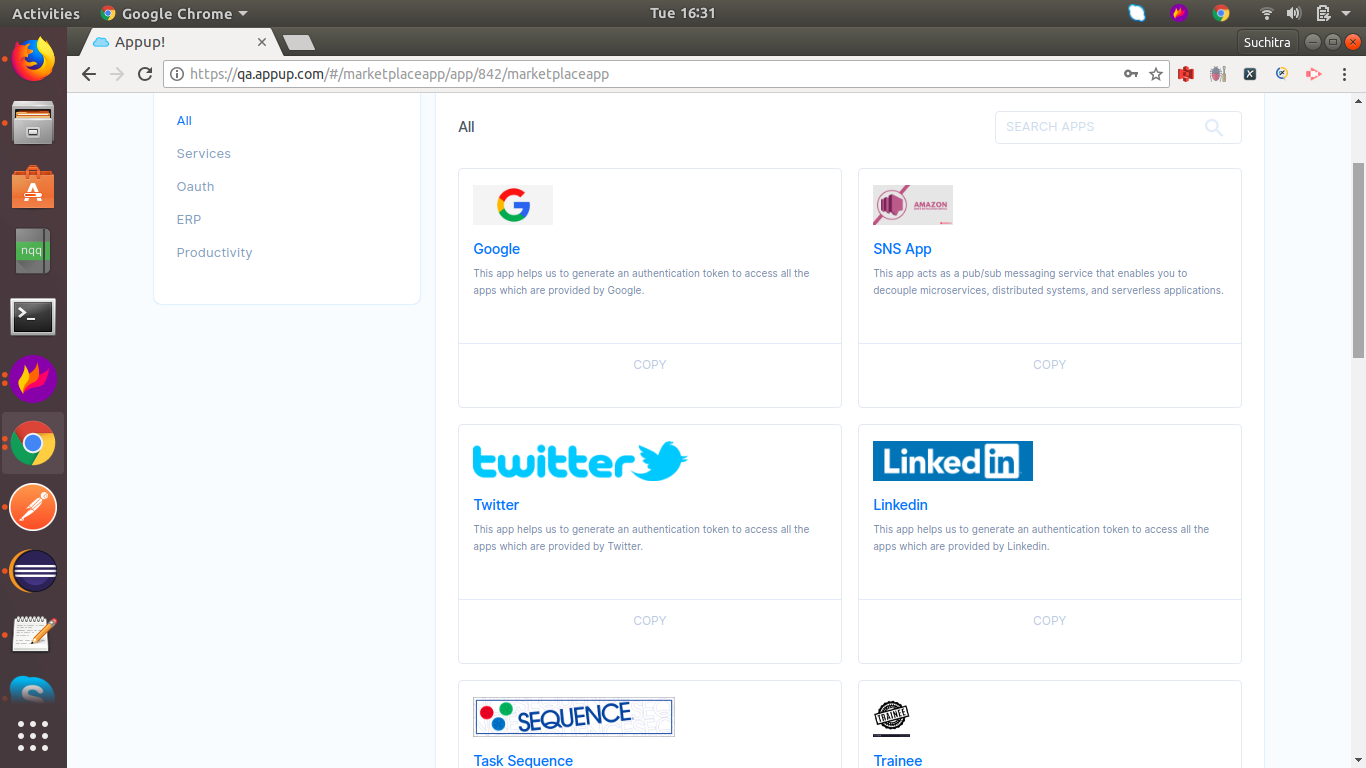 Activities
Google Chrome
Tue 16:31
Appup!
Suchitra
https://qa.appup.com/#/marketplaceapp/app/842/marketplaceapp
All
Services
Oauth
ERP
Productivity
All
SEARCH APPS
Google
This app helps us to generate an authentication token to access all the
apps which are provided by Google.
COPY
AMAZON
SNS App
This app acts as a pub/sub messaging service that enables you to
decouple microservices, distributed systems, and serverless applications.
COPY
twitter
Twitter
This app helps us to generate an authentication token to access all the
apps which are provided by Twitter.
COPY
Linked in
Linkedin
This app helps us to generate an authentication token to access all the
apps which are provided by Linkedin.
COPY
SEQUENCE
Task Sequence
TRAINEE
Trainee
nqq